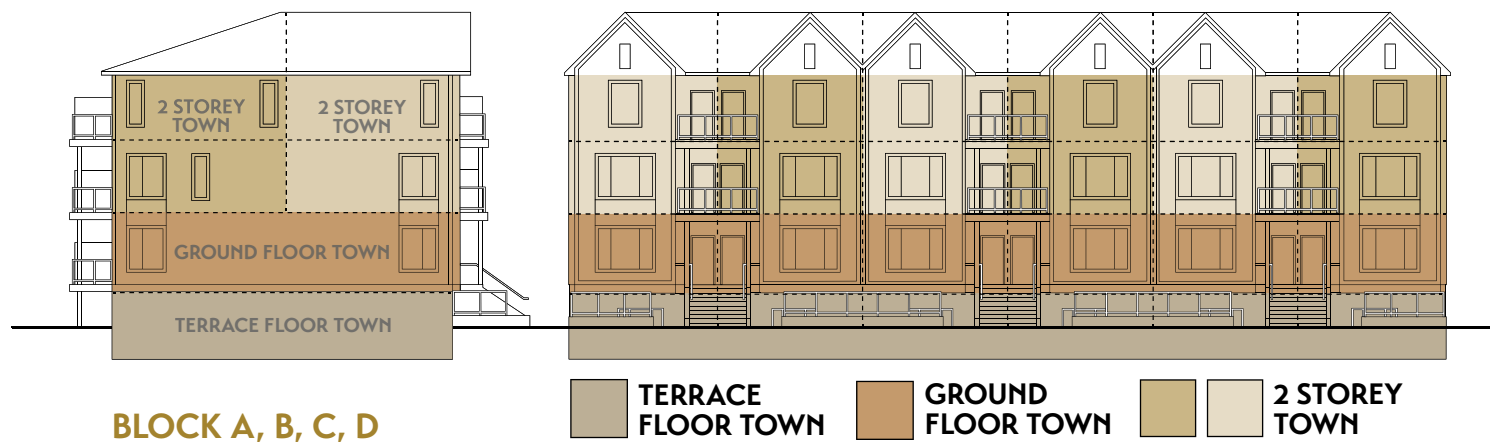 2 STOREY
TOWN
2 STOREY
TOWN
GROUND FLOOR TOWN
TERRACE FLOOR TOWN
BLOCK A, B, C, D
TERRACE
FLOOR TOWN
GROUND
FLOOR TOWN
2 STOREY
TOWN